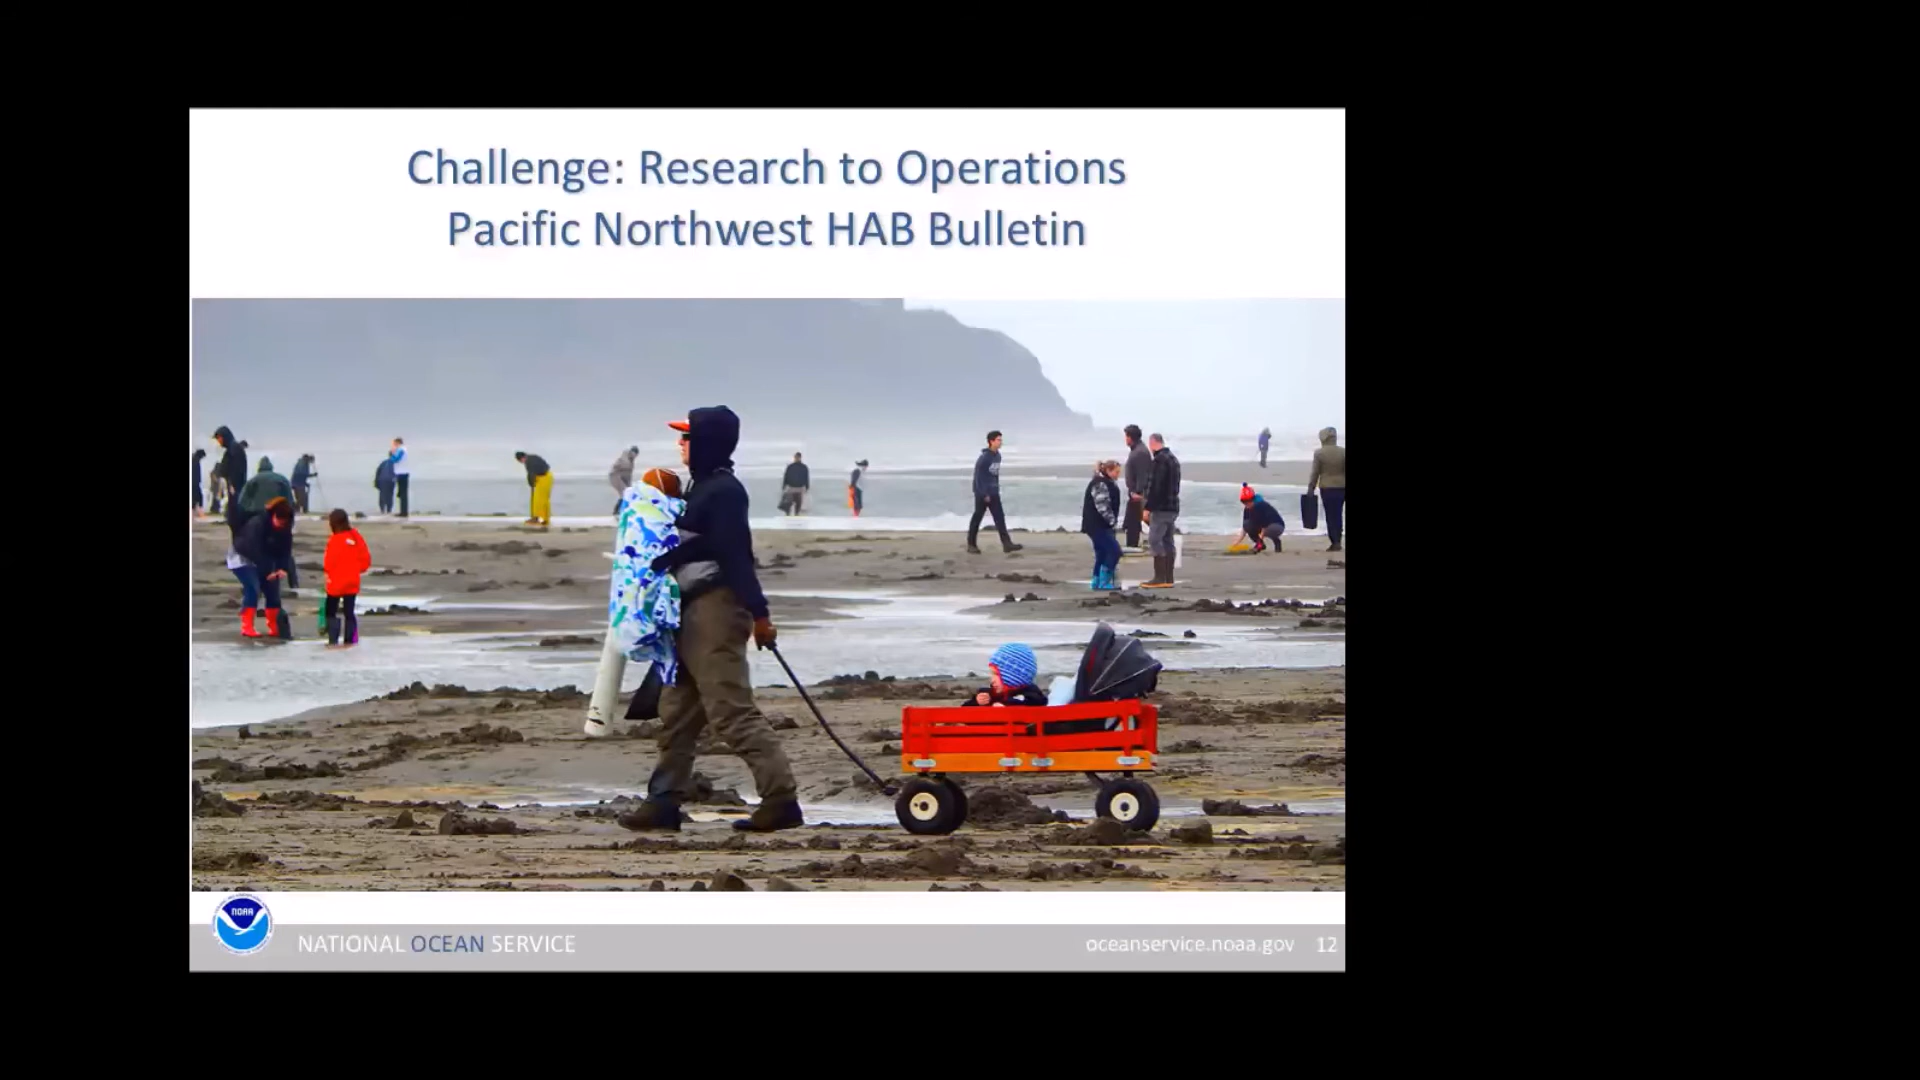 Challenge: Research to Operations
Pacific Northwest HAB Bulletin
NOAA
NATIONAL OCEAN SERVICE
oceanservice.noaa.gov 12